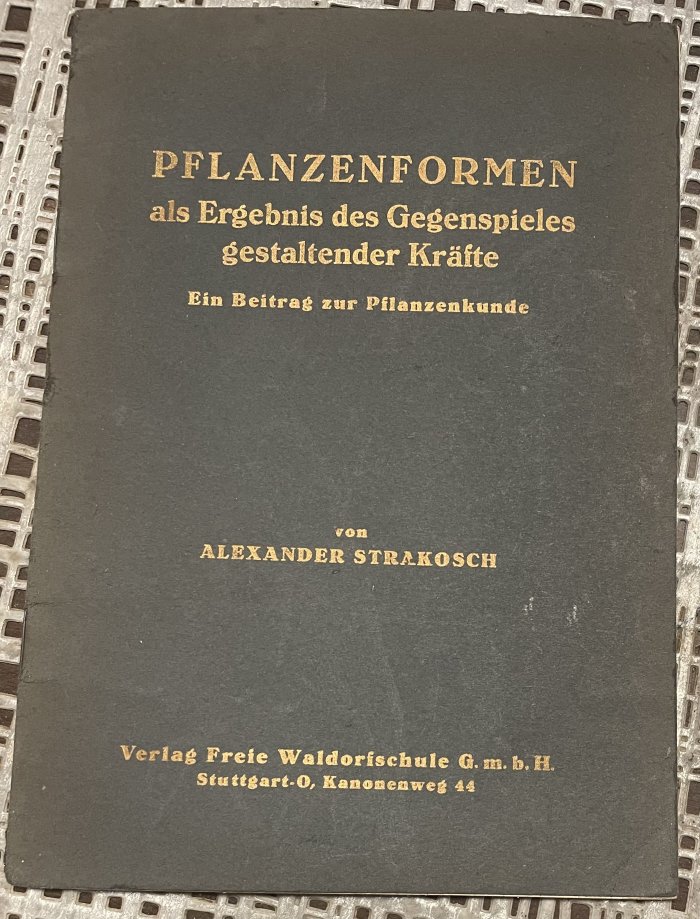 PFLANZENFORMEN
als Ergebnis des Gegenspieles
gestaltender Kräfte
Ein Beitrag zur Pflanzenkunde
von
ALEXANDER STRAKOSCH
Verlag Freie Waldorfschule G. m. b. H.
Stuttgart-O, Kanonenweg 44